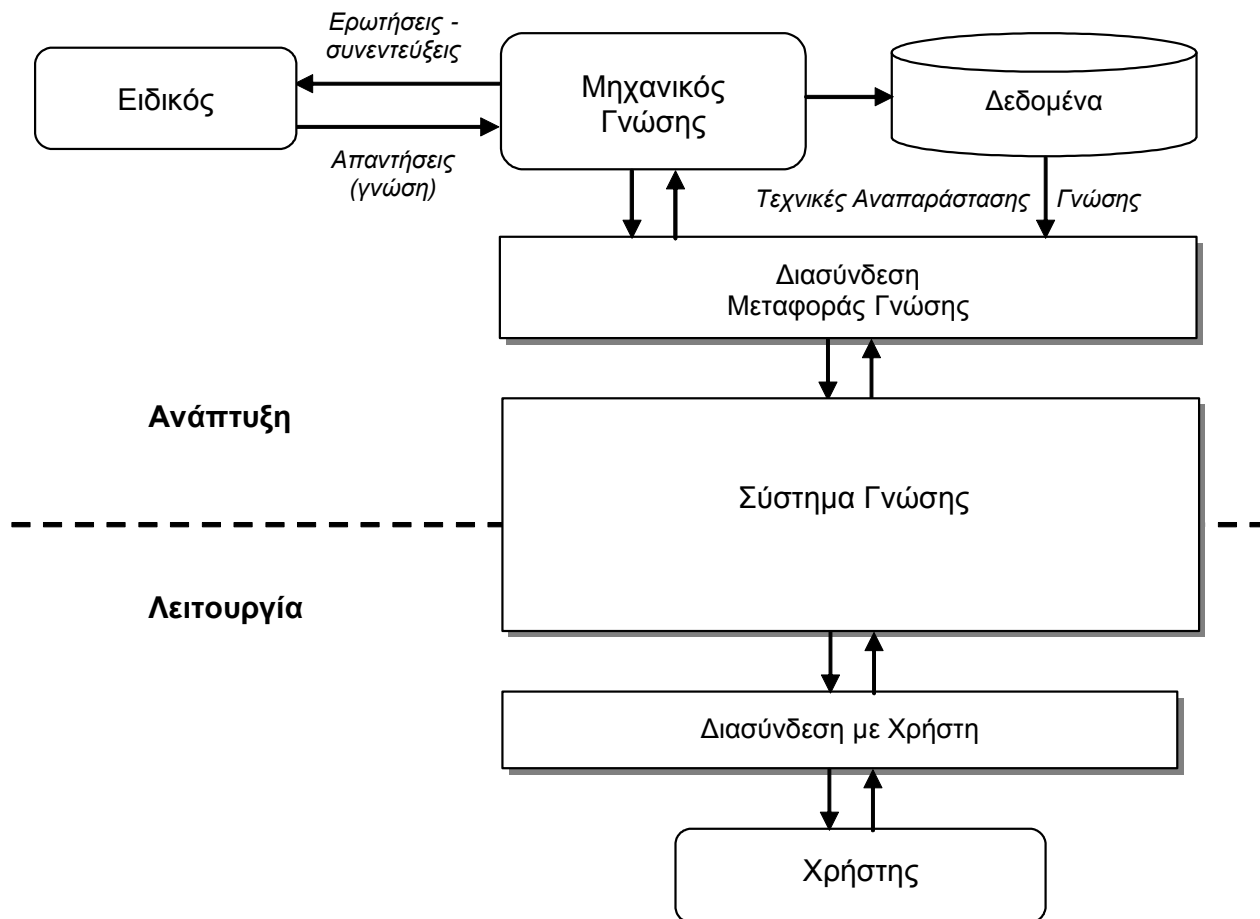 Ερωτήσεις -
συνεντεύξεις
Ειδικός
Μηχανικός
Γνώσης
Δεδομένα
Απαντήσεις
(γνώση)
Τεχνικές Αναπαράστασης Γνώσης
Διασύνδεση
Μεταφοράς Γνώσης
Ανάπτυξη
Σύστημα Γνώσης
Λειτουργία
Διασύνδεση με Χρήστη
Χρήστης